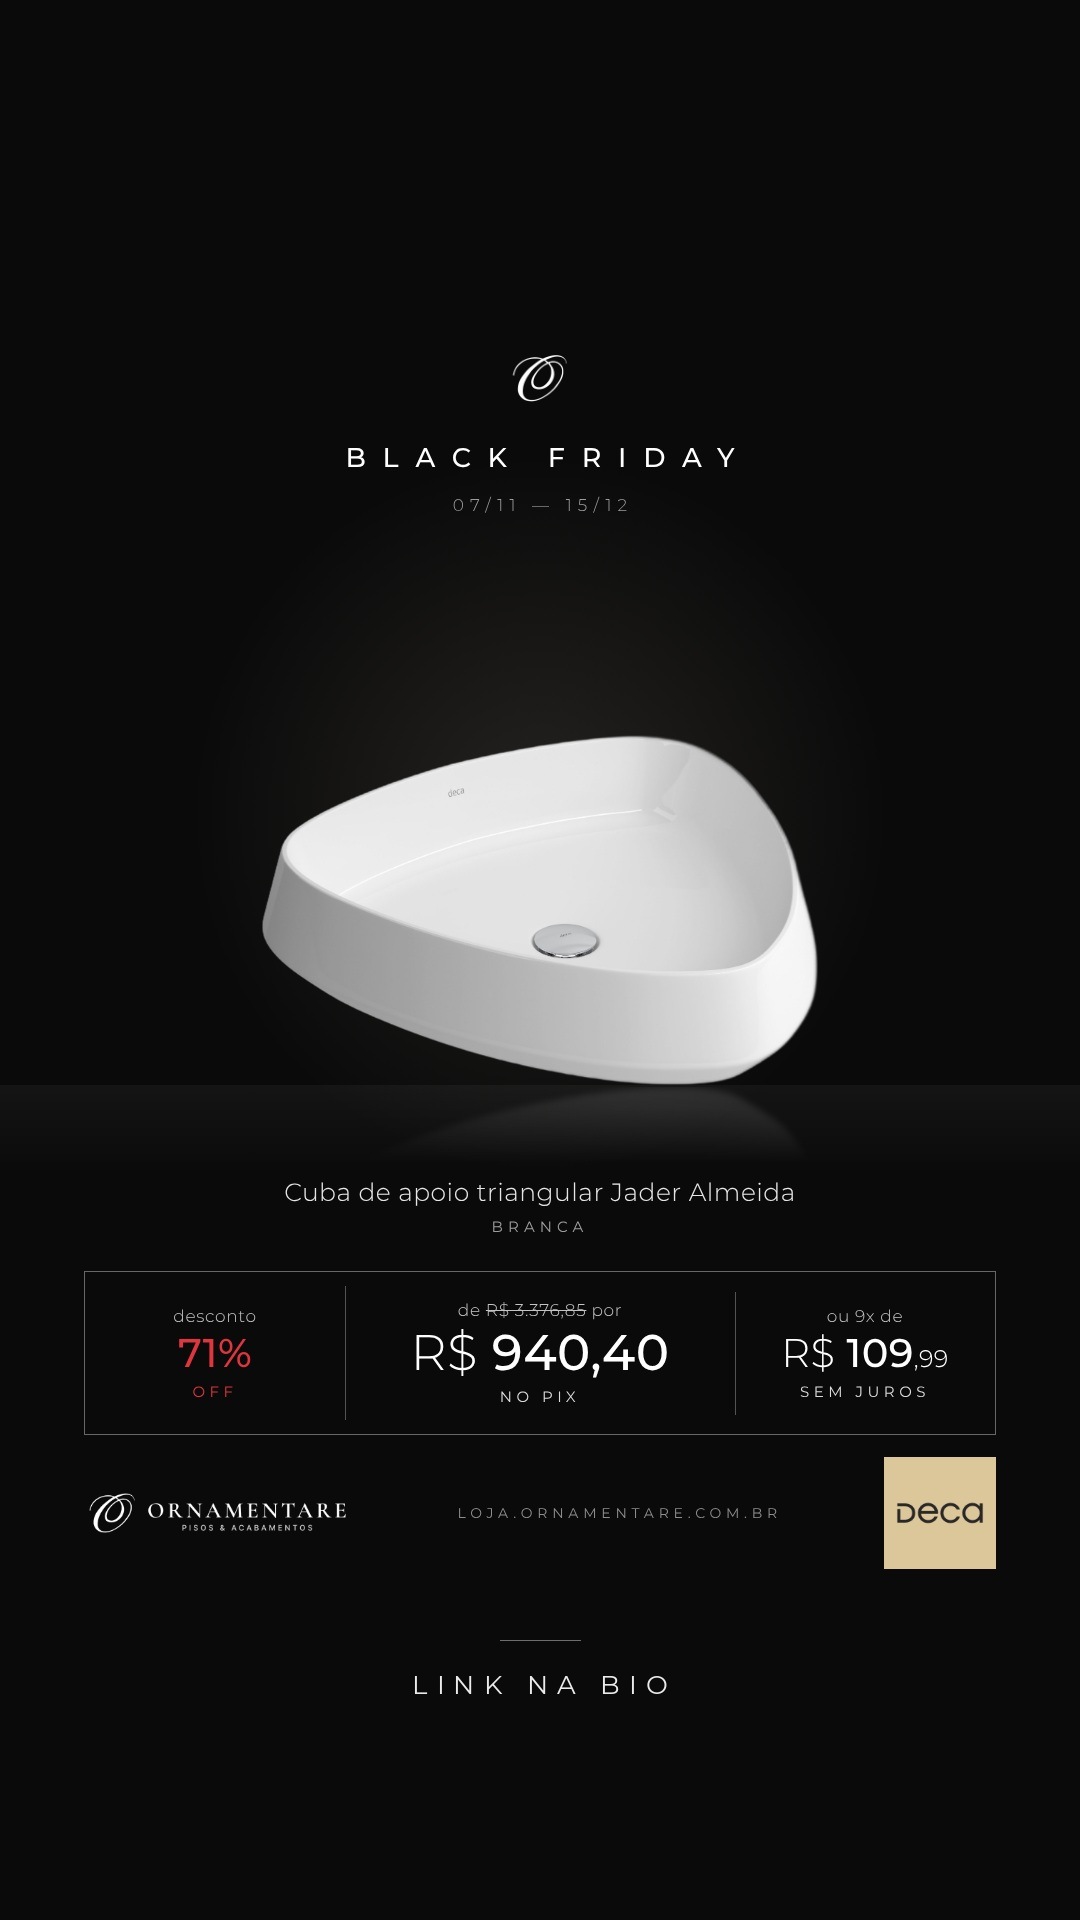 BLACK FRIDAY
07/11 — 15/12
deca
Cuba de apoio triangular Jader Almeida
BRANCA
desconto
71%
OFF
de R$ 3.376,85 por
R$ 940,40
NO PIX
ou 9x de
R$ 109,99
SEM JUROS
ORNAMENTARE
PISOS & ACABAMENTOS
LOJA.ORNAMENTARE.COM.BR
Deca
LINK NA BIO